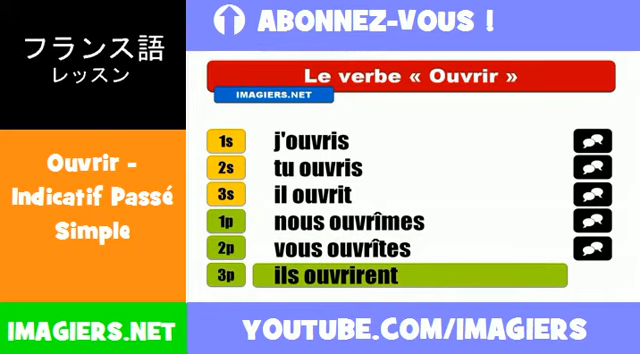 フランス語
レッスン
Ouvrir -
Indicatif Passé
Simple
IMAGIERS.NET
ABONNEZ-VOUS !
Le verbe « Ouvrir »
IMAGIERS.NET
1s j'ouvris
2s tu ouvris
3s il ouvrit
1p nous ouvrîmes
2p vous ouvrîtes
3p ils ouvrirent
YOUTUBE.COM/IMAGIERS